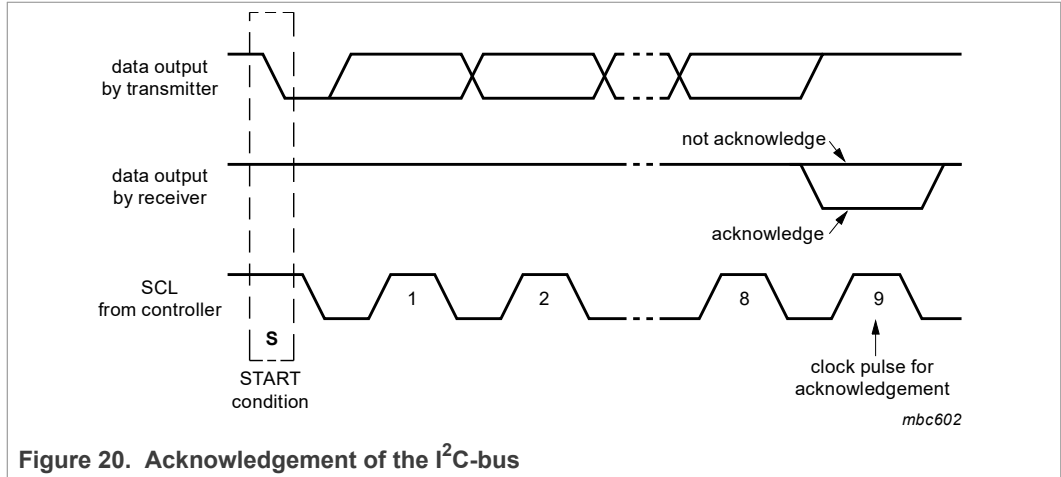 data output
by transmitter
not acknowledge
data output
by receiver
acknowledge
SCL
from controller
1
2
8
9
S
START
condition
clock pulse for
acknowledgement
mbc602
Figure 20. Acknowledgement of the I²C-bus